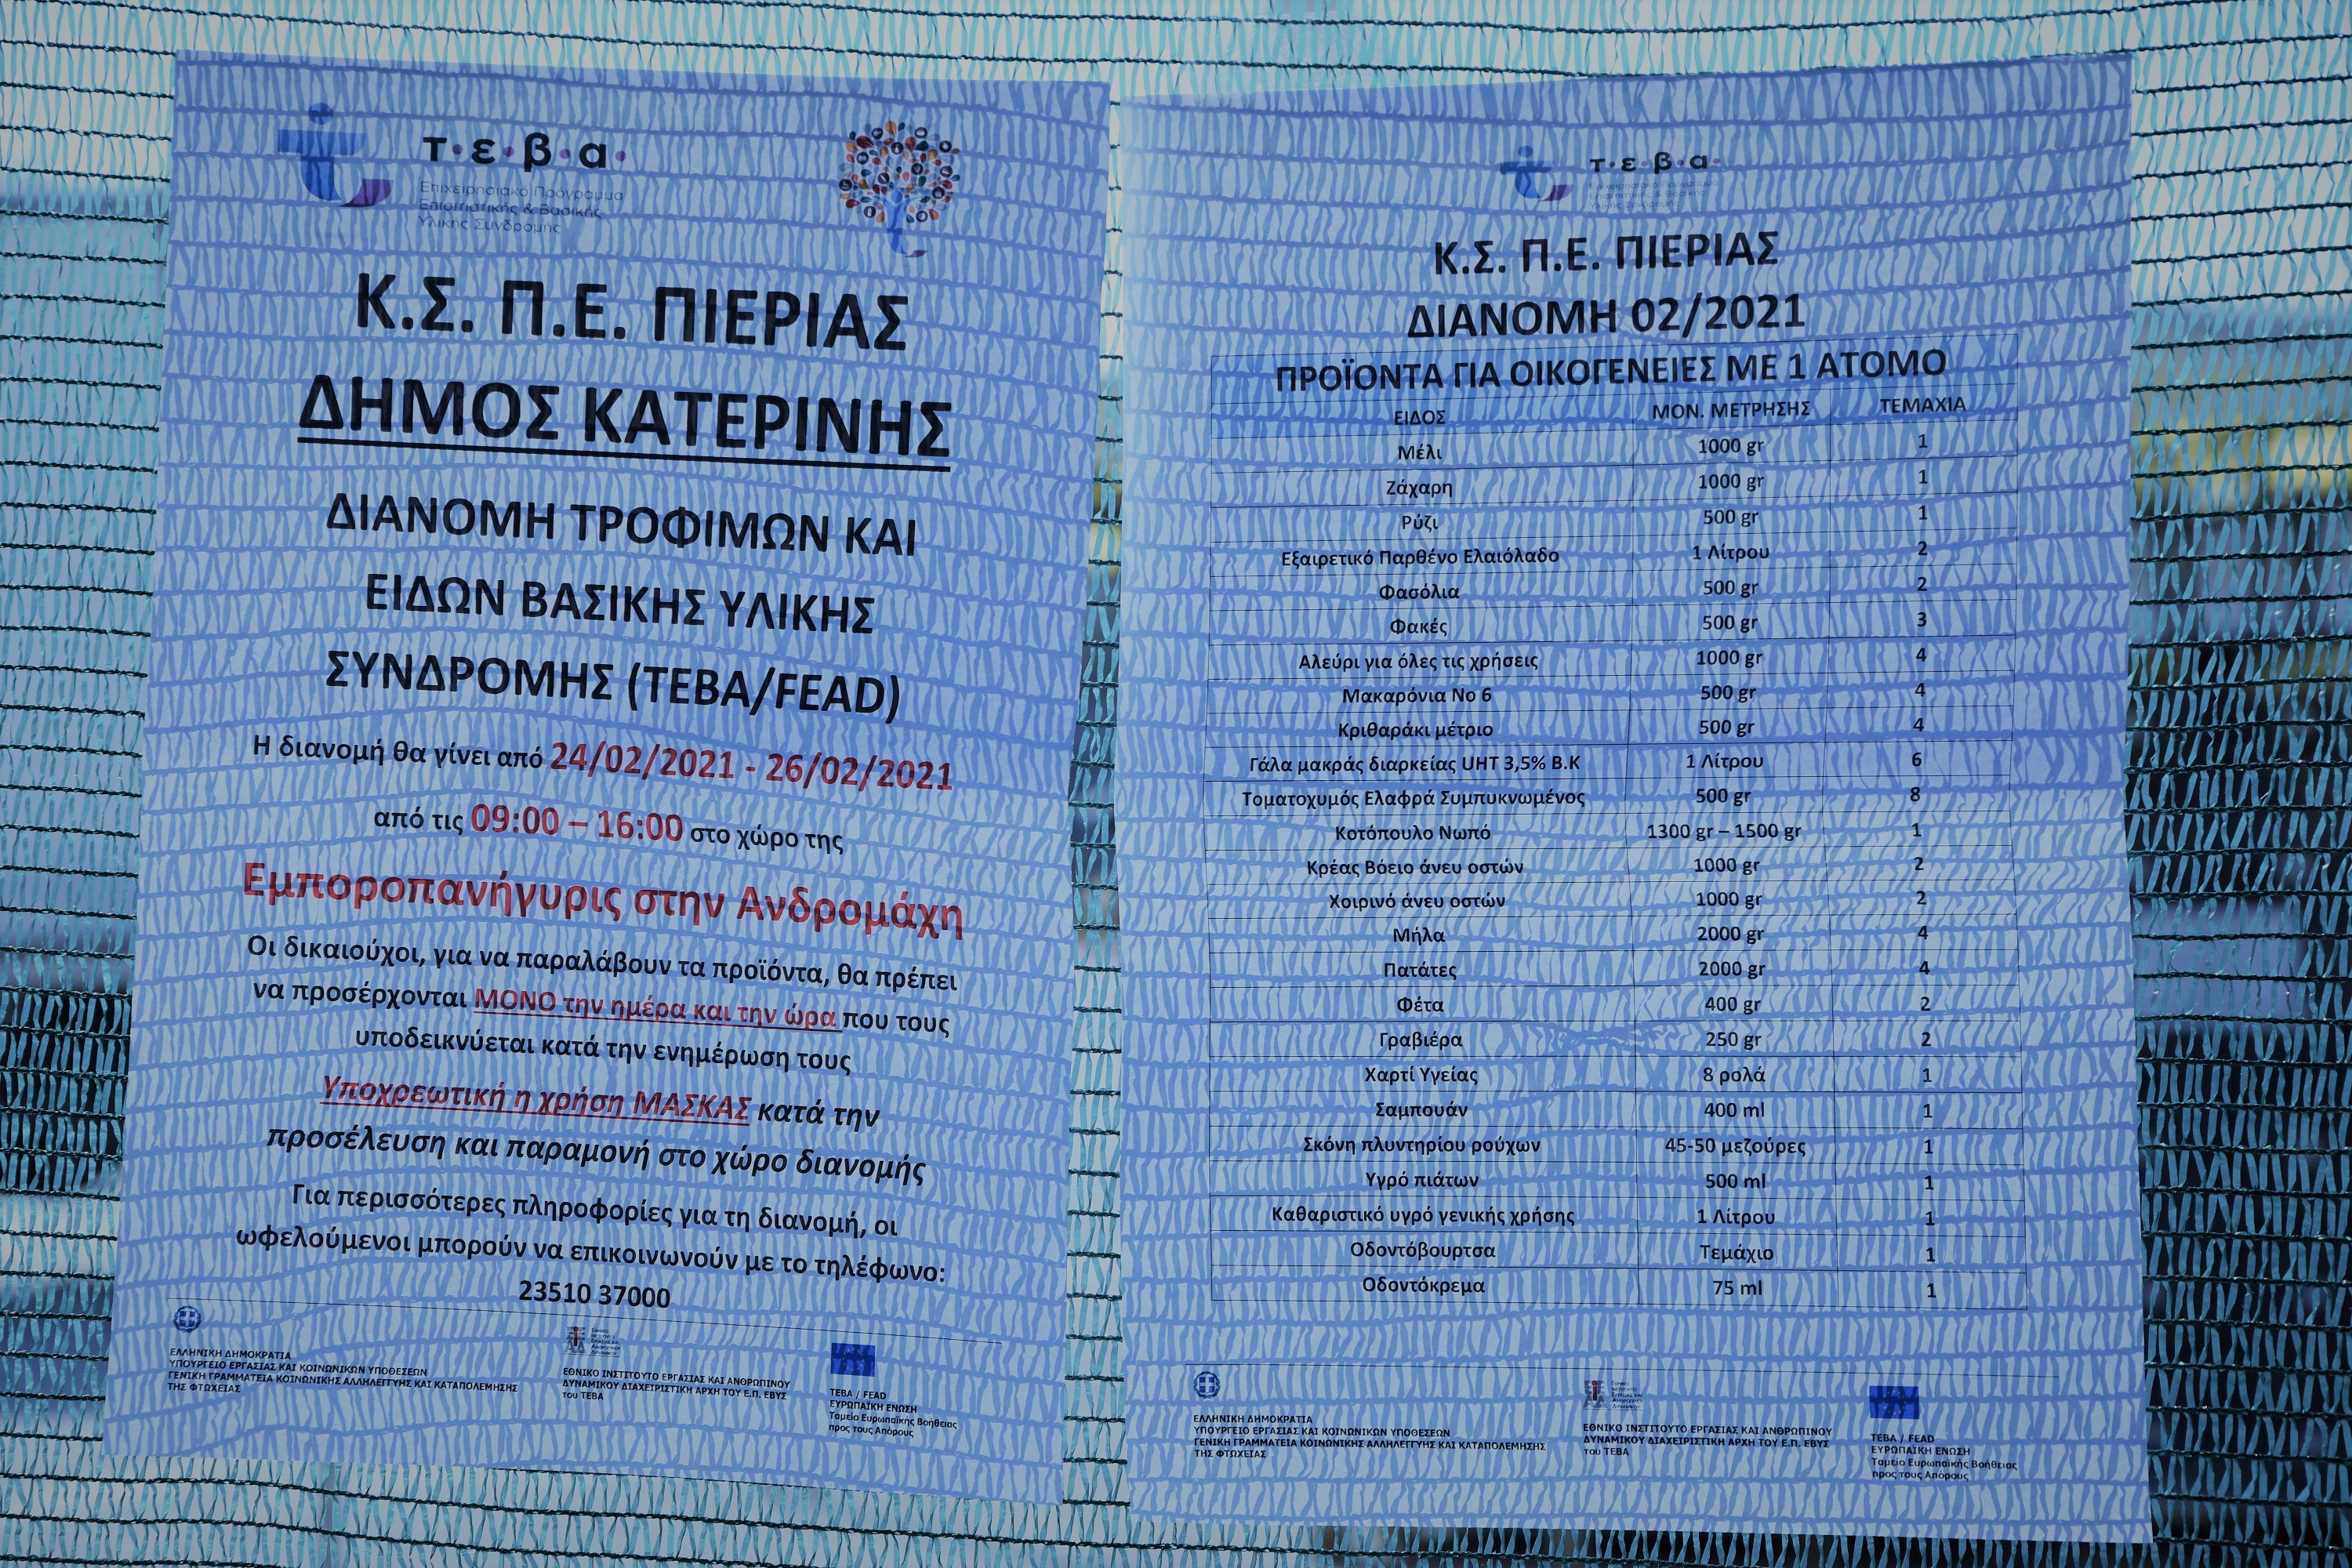 τ·ε·β·α·
Επιχειρησιακό Πρόγραμμα
Επισιτιστικής & Βασικής
Υλικής Συνδρομής
Κ.Σ. Π.Ε. ΠΙΕΡΙΑΣ
ΔΗΜΟΣ ΚΑΤΕΡΙΝΗΣ
ΔΙΑΝΟΜΗ ΤΡΟΦΙΜΩΝ ΚΑΙ
ΕΙΔΩΝ ΒΑΣΙΚΗΣ ΥΛΙΚΗΣ
ΣΥΝΔΡΟΜΗΣ (ΤΕΒΑ/FEAD)
Η διανομή θα γίνει από 24/02/2021 - 26/02/2021
από τις 09:00 – 16:00 στο χώρο της
Εμποροπανήγυρις στην Ανδρομάχη
Οι δικαιούχοι, για να παραλάβουν τα προϊόντα, θα πρέπει
να προσέρχονται ΜΟΝΟ την ημέρα και την ώρα που τους
υποδεικνύεται κατά την ενημέρωση τους
Υποχρεωτική η χρήση ΜΑΣΚΑΣ κατά την
προσέλευση και παραμονή στο χώρο διανομής
Για περισσότερες πληροφορίες για τη διανομή, οι
ωφελούμενοι μπορούν να επικοινωνούν με το τηλέφωνο:
23510 37000
ΕΛΛΗΝΙΚΗ ΔΗΜΟΚΡΑΤΙΑ
ΥΠΟΥΡΓΕΙΟ ΕΡΓΑΣΙΑΣ ΚΑΙ ΚΟΙΝΩΝΙΚΩΝ ΥΠΟΘΕΣΕΩΝ
ΓΕΝΙΚΗ ΓΡΑΜΜΑΤΕΙΑ ΚΟΙΝΩΝΙΚΗΣ ΑΛΛΗΛΕΓΓΥΗΣ ΚΑΙ ΚΑΤΑΠΟΛΕΜΗΣΗΣ
ΤΗΣ ΦΤΩΧΕΙΑΣ
ΕΘΝΙΚΟ ΙΝΣΤΙΤΟΥΤΟ ΕΡΓΑΣΙΑΣ ΚΑΙ ΑΝΘΡΩΠΙΝΟΥ
ΔΥΝΑΜΙΚΟΥ ΔΙΑΧΕΙΡΙΣΤΙΚΗ ΑΡΧΗ ΤΟΥ Ε.Π. ΕΒΥΣ
του ΤΕΒΑ
ΤΕΒΑ / FEAD
ΕΥΡΩΠΑΪΚΗ ΕΝΩΣΗ
Ταμείο Ευρωπαϊκής Βοήθειας
προς τους Απόρους
τ·ε·β·α·
Κ.Σ. Π.Ε. ΠΙΕΡΙΑΣ
ΔΙΑΝΟΜΗ 02/2021
ΠΡΟΪΟΝΤΑ ΓΙΑ ΟΙΚΟΓΕΝΕΙΕΣ ΜΕ 1 ΑΤΟΜΟ
ΕΙΔΟΣ ΜΟΝ. ΜΕΤΡΗΣΗΣ ΤΕΜΑΧΙΑ
Μέλι 1000 gr 1
Ζάχαρη 1000 gr 1
Ρύζι 500 gr 1
Εξαιρετικό Παρθένο Ελαιόλαδο 1 Λίτρου 2
Φασόλια 500 gr 2
Φακές 500 gr 3
Αλεύρι για όλες τις χρήσεις 1000 gr 4
Μακαρόνια Νο 6 500 gr 4
Κριθαράκι μέτριο 500 gr 4
Γάλα μακράς διαρκείας UHT 3,5% Β.Κ 1 Λίτρου 6
Τοματοχυμός Ελαφρά Συμπυκνωμένος 500 gr 8
Κοτόπουλο Νωπό 1300 gr – 1500 gr 1
Κρέας Βόειο άνευ οστών 1000 gr 2
Χοιρινό άνευ οστών 1000 gr 2
Μήλα 2000 gr 4
Πατάτες 2000 gr 4
Φέτα 400 gr 2
Γραβιέρα 250 gr 2
Χαρτί Υγείας 8 ρολά 1
Σαμπουάν 400 ml 1
Σκόνη πλυντηρίου ρούχων 45-50 μεζούρες 1
Υγρό πιάτων 500 ml 1
Καθαριστικό υγρό γενικής χρήσης 1 Λίτρου 1
Οδοντόβουρτσα Τεμάχιο 1
Οδοντόκρεμα 75 ml 1
ΕΛΛΗΝΙΚΗ ΔΗΜΟΚΡΑΤΙΑ
ΥΠΟΥΡΓΕΙΟ ΕΡΓΑΣΙΑΣ ΚΑΙ ΚΟΙΝΩΝΙΚΩΝ ΥΠΟΘΕΣΕΩΝ
ΓΕΝΙΚΗ ΓΡΑΜΜΑΤΕΙΑ ΚΟΙΝΩΝΙΚΗΣ ΑΛΛΗΛΕΓΓΥΗΣ ΚΑΙ ΚΑΤΑΠΟΛΕΜΗΣΗΣ
ΤΗΣ ΦΤΩΧΕΙΑΣ
ΕΘΝΙΚΟ ΙΝΣΤΙΤΟΥΤΟ ΕΡΓΑΣΙΑΣ ΚΑΙ ΑΝΘΡΩΠΙΝΟΥ
ΔΥΝΑΜΙΚΟΥ ΔΙΑΧΕΙΡΙΣΤΙΚΗ ΑΡΧΗ ΤΟΥ Ε.Π. ΕΒΥΣ
του ΤΕΒΑ
ΤΕΒΑ / FEAD
ΕΥΡΩΠΑΪΚΗ ΕΝΩΣΗ
Ταμείο Ευρωπαϊκής Βοήθειας
προς τους Απόρους